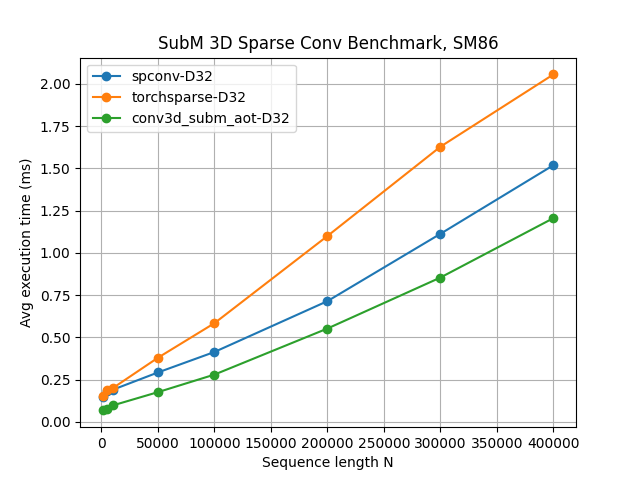 SubM 3D Sparse Conv Benchmark, SM86
spconv-D32
torchsparse-D32
conv3d_subm_aot-D32
2.00
1.75
1.50
1.25
1.00
0.75
0.50
0.25
0.00
Avg execution time (ms)
0 50000 100000 150000 200000 250000 300000 350000 400000
Sequence length N